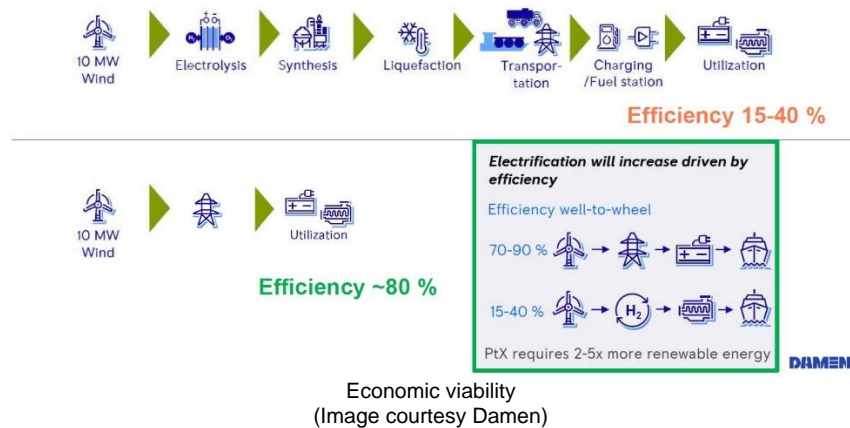 10 MW
Wind
Electrolysis
H₂
O₂
Synthesis
Liquefaction
Transpor-
tation
Charging
/Fuel station
Utilization
Efficiency 15-40 %
10 MW
Wind
Utilization
Efficiency ~80 %
Electrification will increase driven by
efficiency
Efficiency well-to-wheel
70-90 %
15-40 %
H₂
PtX requires 2-5x more renewable energy
DAMEN
Economic viability
(Image courtesy Damen)